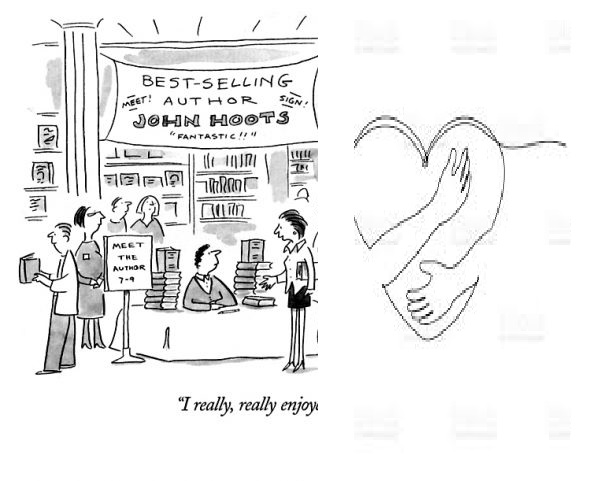 BEST-SELLING
MEET! AUTHOR SIGN!
JOHN HOOTS
"FANTASTIC!!"
MEET
THE
AUTHOR
7-9
"I really, really enjoy